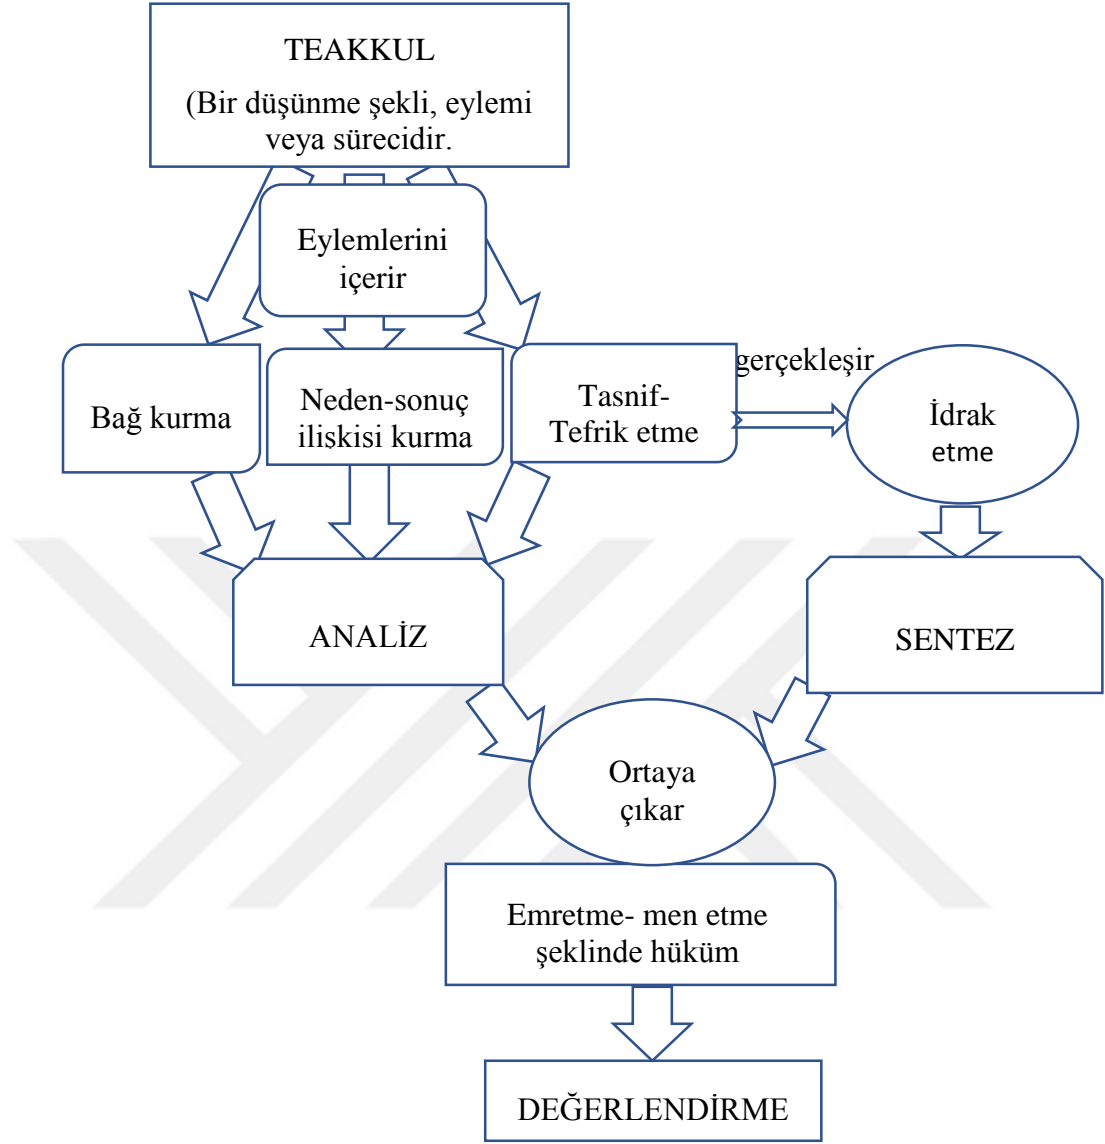 TEAKKUL
(Bir düşünme şekli, eylemi
veya sürecidir.
Eylemlerini
içerir
Bağ kurma
Neden-sonuç
ilişkisi kurma
Tasnif-
Tefrik etme
gerçekleşir
İdrak
etme
ANALİZ
SENTEZ
Ortaya
çıkar
Emretme- men etme
şeklinde hüküm
DEĞERLENDİRME